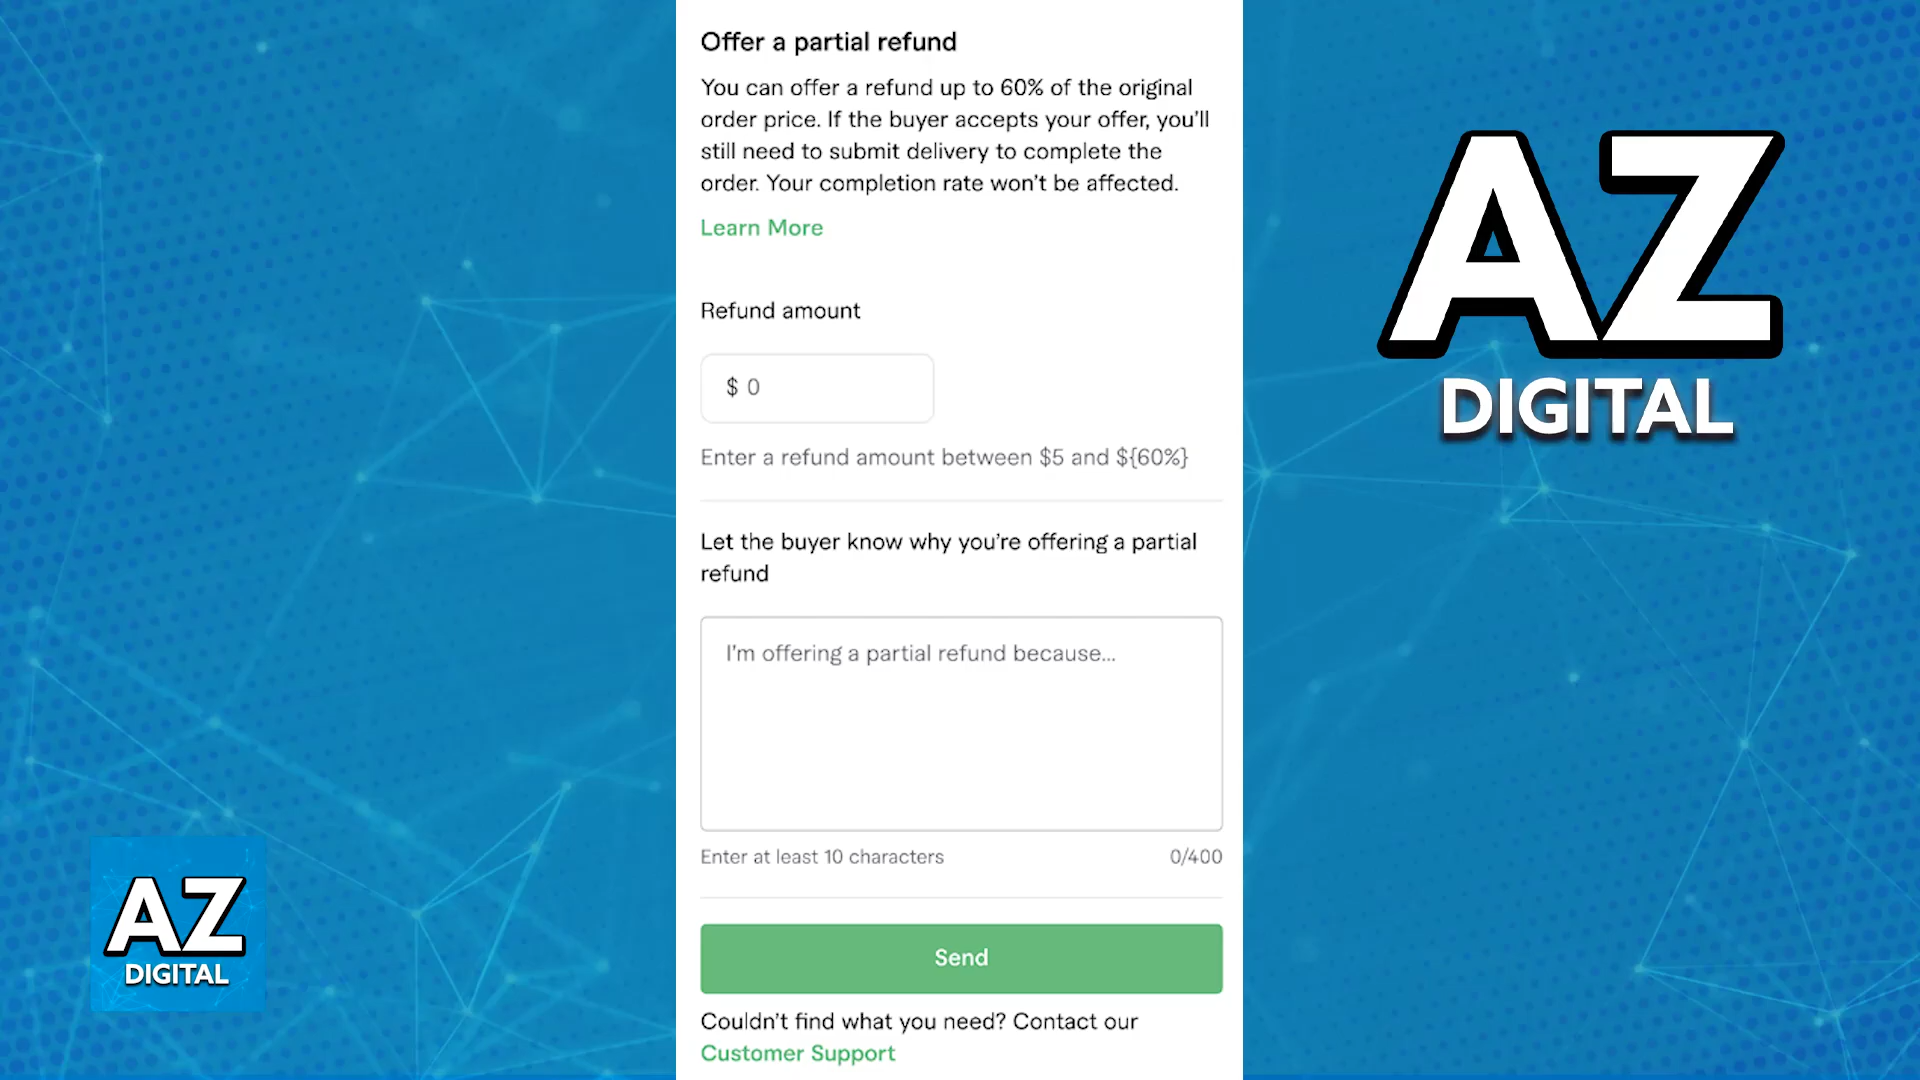 Offer a partial refund
You can offer a refund up to 60% of the original
order price. If the buyer accepts your offer, you'll
still need to submit delivery to complete the
order. Your completion rate won't be affected.
Learn More
Refund amount
$ 0
Enter a refund amount between $5 and ${60%}
Let the buyer know why you're offering a partial
refund
I'm offering a partial refund because...
Enter at least 10 characters 0/400
Send
Couldn't find what you need? Contact our
Customer Support
AZ
DIGITAL
AZ
DIGITAL